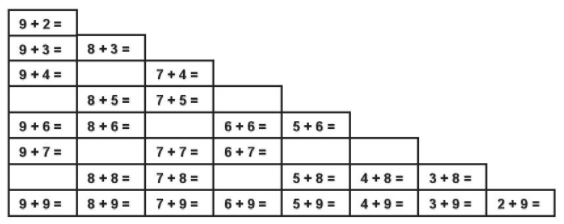 9 + 2 =
9 + 3 = 8 + 3 =
9 + 4 = 7 + 4 =
8 + 5 = 7 + 5 =
9 + 6 = 8 + 6 = 6 + 6 = 5 + 6 =
9 + 7 = 7 + 7 = 6 + 7 =
8 + 8 = 7 + 8 = 5 + 8 = 4 + 8 = 3 + 8 =
9 + 9 = 8 + 9 = 7 + 9 = 6 + 9 = 5 + 9 = 4 + 9 = 3 + 9 = 2 + 9 =